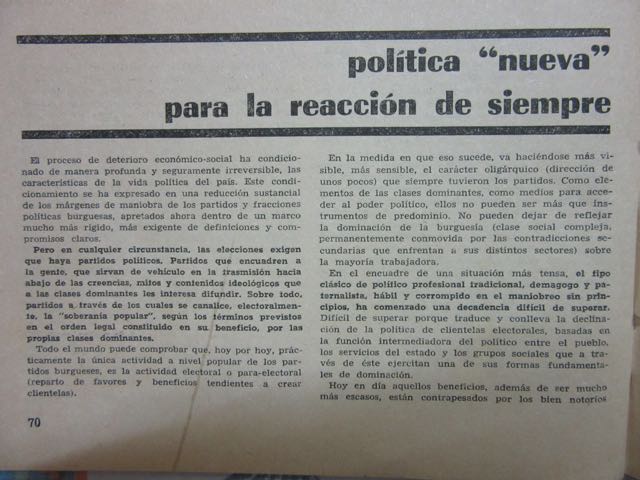 política “nueva”
para la reacción de siempre
El proceso de deterioro económico-social ha condicio-
nado de manera profunda y seguramente irreversible, las
características de la vida política del país. Este condi-
cionamiento se ha expresado en una reducción sustancial
de los márgenes de maniobra de los partidos y fracciones
políticas burguesas, apretados ahora dentro de un marco
mucho más rígido, más exigente de definiciones y com-
promisos claros.
Pero en cualquier circunstancia, las elecciones exigen
que haya partidos políticos. Partidos que encuadren a
la gente, que sirvan de vehículo en la trasmisión hacia
abajo de las creencias, mitos y contenidos ideológicos que
a las clases dominantes les interesa difundir. Sobre todo,
partidos a través de los cuales se canalice, electoralmen-
te, la "soberanía popular", según los términos previstos
en el orden legal constituido en su beneficio, por las
propias clases dominantes.
Todo el mundo puede comprobar que, hoy por hoy, prác-
ticamente la única actividad a nivel popular de los par-
tidos burgueses, es la actividad electoral o para-electoral
(reparto de favores y beneficios tendientes a crear
clientelas).
70
En la medida en que eso sucede, va haciéndose más vi-
sible, más sensible, el carácter oligárquico (dirección de
unos pocos) que siempre tuvieron los partidos. Como ele-
mentos de las clases dominantes, como medios para acce-
der al poder político, ellos no pueden ser más que ins-
trumentos de predominio. No pueden dejar de reflejar
la dominación de la burguesía (clase social compleja,
permanentemente conmovida por las contradicciones se-
cundarias que enfrentan a sus distintos sectores) sobre
la mayoría trabajadora.
En el encuadre de una situación más tensa, el tipo
clásico de político profesional tradicional, demagogo y pa-
ternalista, hábil y corrompido en el maniobreo sin prin-
cipios, ha comenzado una decadencia difícil de superar.
Difícil de superar porque traduce y conlleva la declina-
ción de la política de clientelas electorales, basadas en
la función intermediadora del político entre el pueblo,
los servicios del estado y los grupos sociales que a tra-
vés de éste ejercitan una de sus formas fundamenta-
les de dominación.
Hoy en día aquellos beneficios, además de ser mucho
más escasos, están contrapesados por los bien notorios